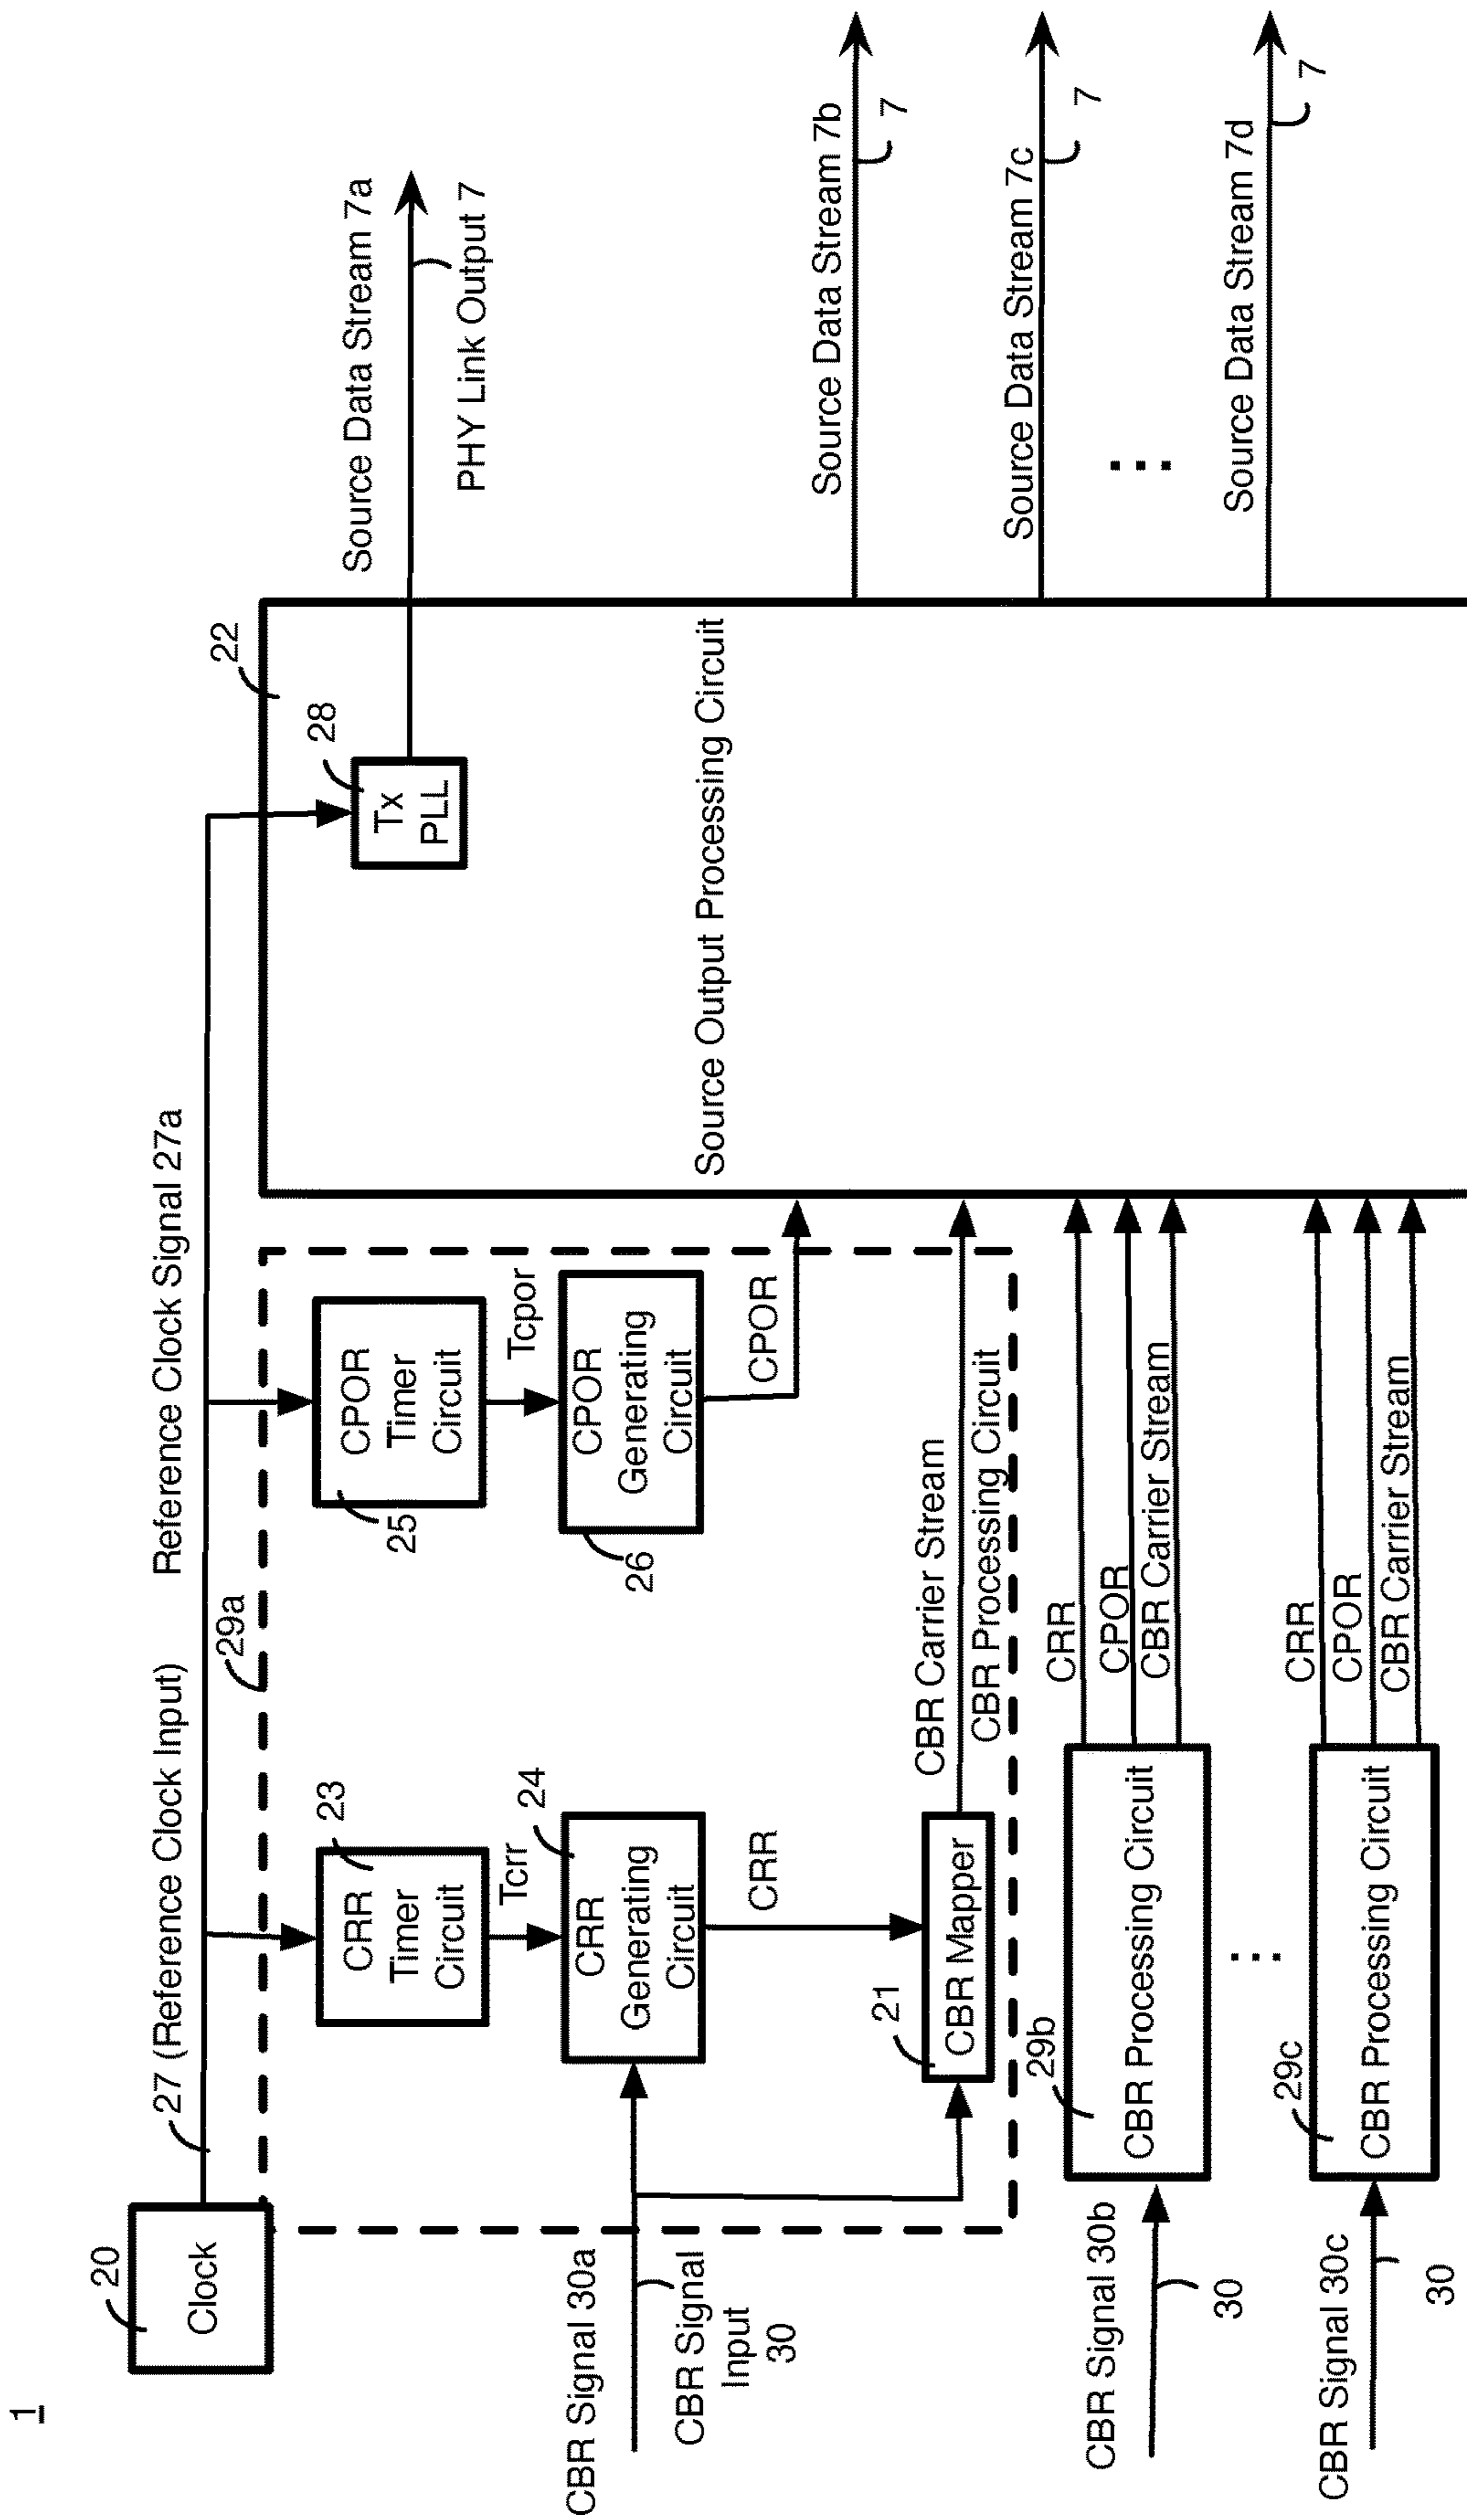 1
20
Clock
27 (Reference Clock Input)
Reference Clock Signal 27a
29a
23
CRR
Timer
Circuit
Tcrr
24
CRR
Generating
Circuit
CRR
25
CPOR
Timer
Circuit
Tcpor
26
CPOR
Generating
Circuit
CPOR
CBR Signal 30a
CBR Signal
Input
30
21
CBR Mapper
CBR Carrier Stream
CBR Processing Circuit
22
28
Tx
PLL
Source Output Processing Circuit
Source Data Stream 7a
PHY Link Output 7
Source Data Stream 7b
7
Source Data Stream 7c
7
...
Source Data Stream 7d
7
CBR Signal 30b
30
29b
CBR Processing Circuit
CRR
CPOR
CBR Carrier Stream
...
CBR Signal 30c
30
29c
CBR Processing Circuit
CRR
CPOR
CBR Carrier Stream